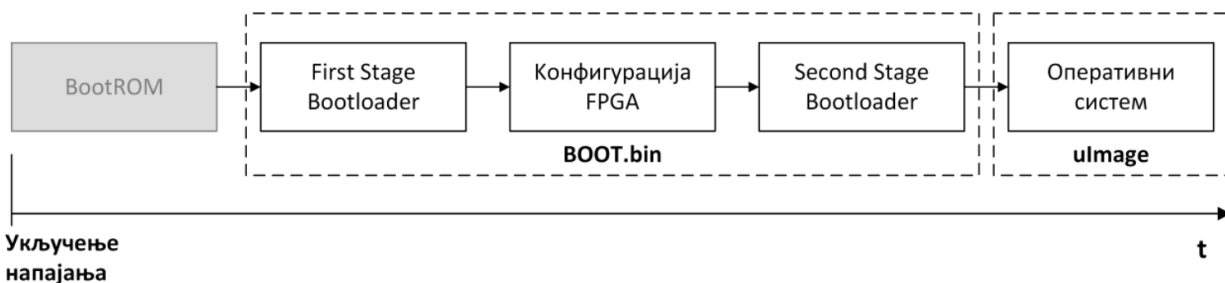 BootROM
First Stage
Bootloader
Конфигурација
FPGA
Second Stage
Bootloader
Оперативни
систем
BOOT.bin
uImage
Укључење
напајања
t